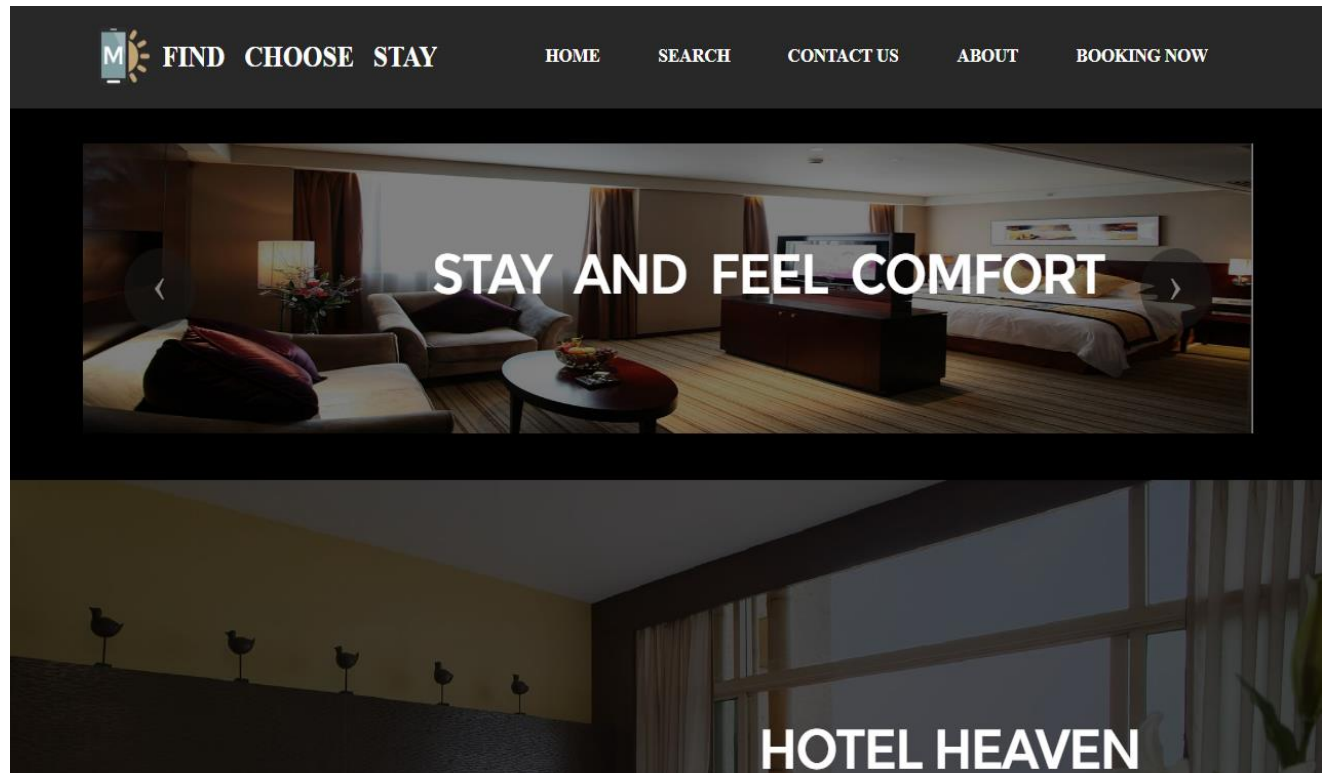 M FIND CHOOSE STAY HOME SEARCH CONTACT US ABOUT BOOKING NOW
STAY AND FEEL COMFORT
HOTEL HEAVEN